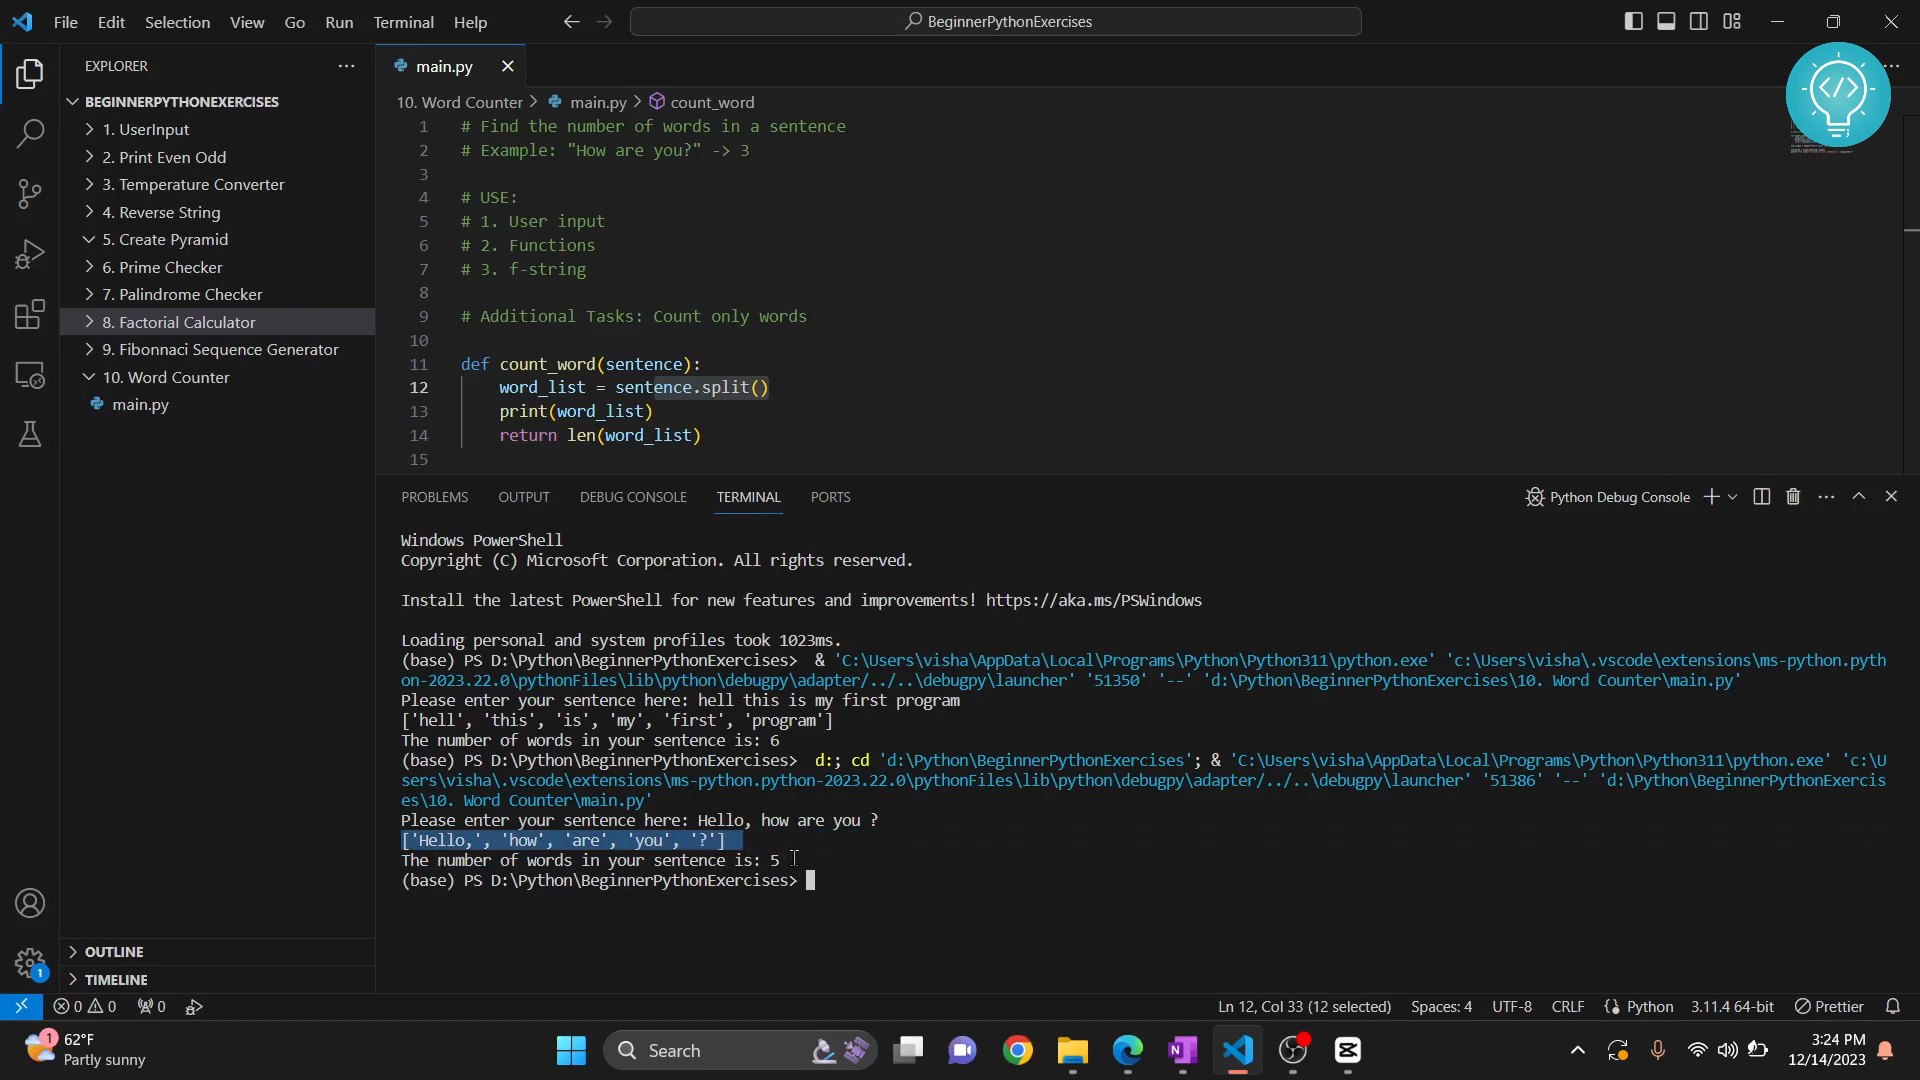 File Edit Selection View Go Run Terminal Help
BeginnerPythonExercises
EXPLORER
main.py
BEGINNERPYTHONEXERCISES
1. UserInput
2. Print Even Odd
3. Temperature Converter
4. Reverse String
5. Create Pyramid
6. Prime Checker
7. Palindrome Checker
8. Factorial Calculator
9. Fibonnaci Sequence Generator
10. Word Counter
main.py
10. Word Counter > main.py > count_word
1 # Find the number of words in a sentence
2 # Example: "How are you?" -> 3
3
4 # USE:
5 # 1. User input
6 # 2. Functions
7 # 3. f-string
8
9 # Additional Tasks: Count only words
10
11 def count_word(sentence):
12 word_list = sentence.split()
13 print(word_list)
14 return len(word_list)
15
</>
PROBLEMS OUTPUT DEBUG CONSOLE TERMINAL PORTS
Python Debug Console
Windows PowerShell
Copyright (C) Microsoft Corporation. All rights reserved.
Install the latest PowerShell for new features and improvements! https://aka.ms/PSWindows
Loading personal and system profiles took 1023ms.
(base) PS D:\Python\BeginnerPythonExercises> & 'C:\Users\visha\AppData\Local\Programs\Python\Python311\python.exe' 'c:\Users\visha\.vscode\extensions\ms-python.pyth
on-2023.22.0\pythonFiles\lib\python\debugpy\adapter/../..\debugpy\launcher' '51350' '--' 'd:\Python\BeginnerPythonExercises\10. Word Counter\main.py'
Please enter your sentence here: hell this is my first program
['hell', 'this', 'is', 'my', 'first', 'program']
The number of words in your sentence is: 6
(base) PS D:\Python\BeginnerPythonExercises> d:; cd 'd:\Python\BeginnerPythonExercises'; & 'C:\Users\visha\AppData\Local\Programs\Python\Python311\python.exe' 'c:\U
sers\visha\.vscode\extensions\ms-python.python-2023.22.0\pythonFiles\lib\python\debugpy\adapter/../..\debugpy\launcher' '51386' '--' 'd:\Python\BeginnerPythonExercis
es\10. Word Counter\main.py'
Please enter your sentence here: Hello, how are you ?
['Hello,', 'how', 'are', 'you', '?']
The number of words in your sentence is: 5
(base) PS D:\Python\BeginnerPythonExercises>
OUTLINE
TIMELINE
1
0 0 0
Ln 12, Col 33 (12 selected) Spaces: 4 UTF-8 CRLF {} Python 3.11.4 64-bit Prettier
1
62°F
Partly sunny
Search
3:24 PM
12/14/2023